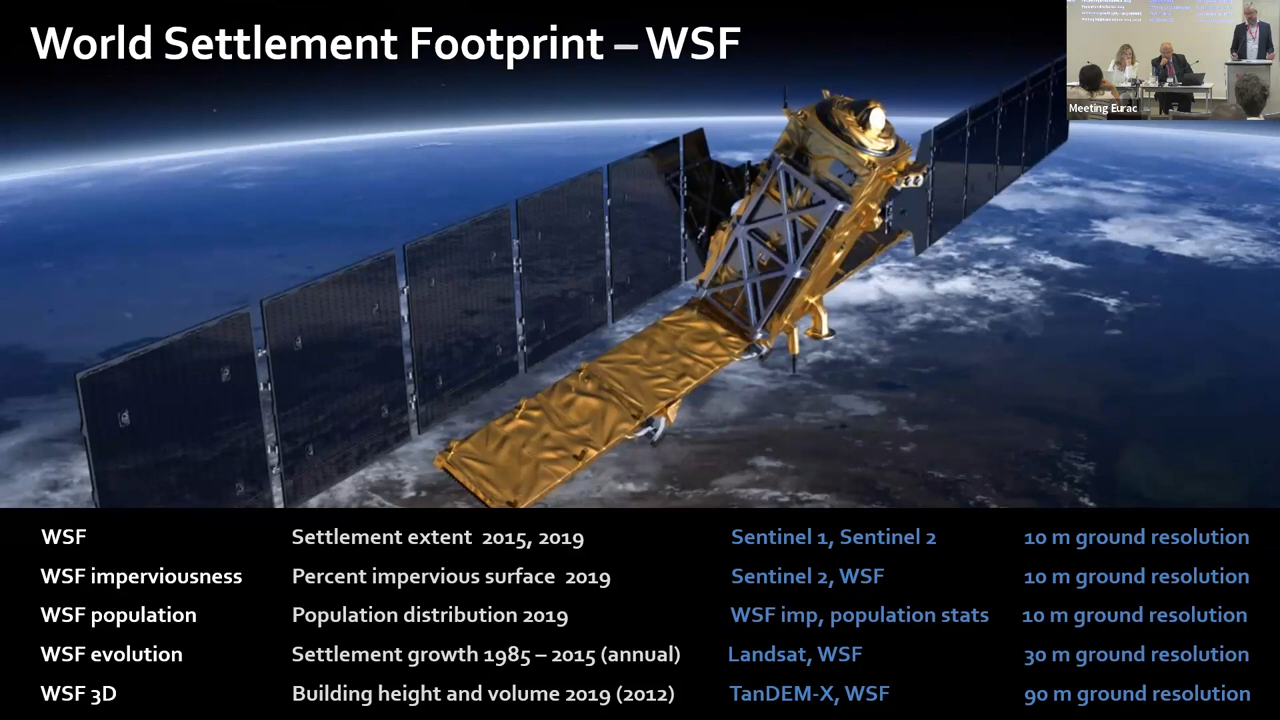 World Settlement Footprint – WSF
Meeting Eurac
WSF Settlement extent 2015, 2019 Sentinel 1, Sentinel 2 10 m ground resolution
WSF imperviousness Percent impervious surface 2019 Sentinel 2, WSF 10 m ground resolution
WSF population Population distribution 2019 WSF imp, population stats 10 m ground resolution
WSF evolution Settlement growth 1985 – 2015 (annual) Landsat, WSF 30 m ground resolution
WSF 3D Building height and volume 2019 (2012) TanDEM-X, WSF 90 m ground resolution